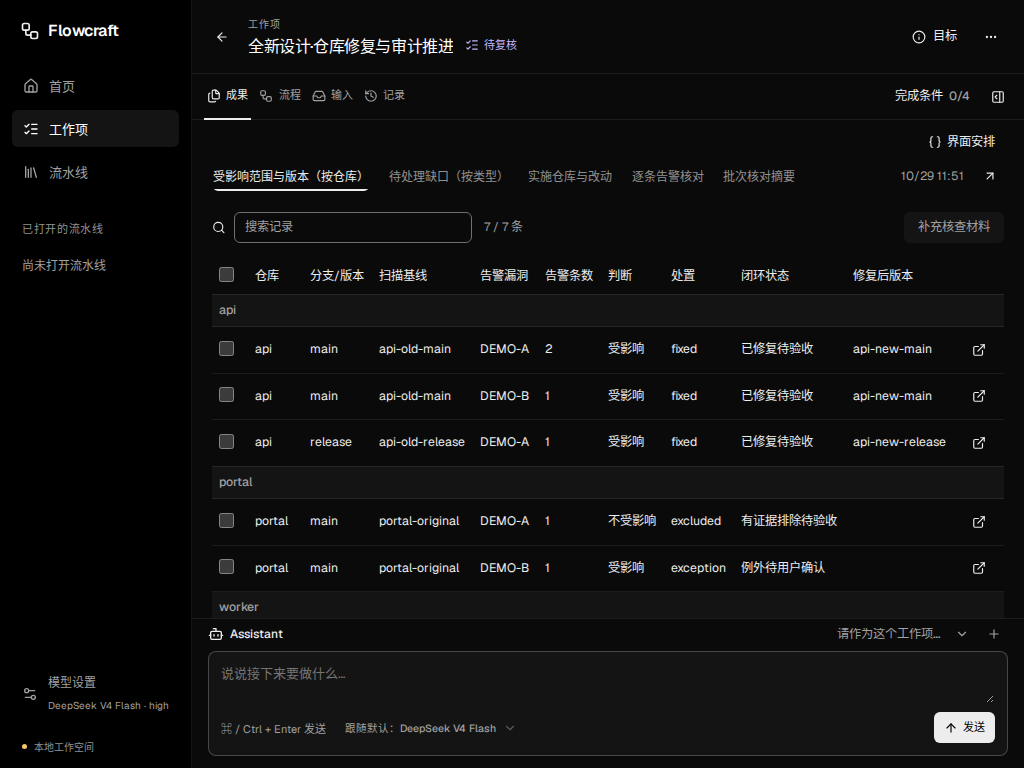 Flowcraft
首页
工作项
流水线
已打开的流水线
尚未打开流水线
模型设置
DeepSeek V4 Flash · high
本地工作空间
工作项
全新设计·仓库修复与审计推进 待复核
目标
成果 流程 输入 记录
完成条件 0/4
界面安排
受影响范围与版本（按仓库） 待处理缺口（按类型） 实施仓库与改动 逐条告警核对 批次核对摘要 10/29 11:51
搜索记录 7 / 7 条 补充核查材料
仓库 分支/版本 扫描基线 告警漏洞 告警条数 判断 处置 闭环状态 修复后版本
api
api main api-old-main DEMO-A 2 受影响 fixed 已修复待验收 api-new-main
api main api-old-main DEMO-B 1 受影响 fixed 已修复待验收 api-new-main
api release api-old-release DEMO-A 1 受影响 fixed 已修复待验收 api-new-release
portal
portal main portal-original DEMO-A 1 不受影响 excluded 有证据排除待验收
portal main portal-original DEMO-B 1 受影响 exception 例外待用户确认
worker
Assistant 请作为这个工作项...
说说接下来要做什么...
⌘ / Ctrl + Enter 发送 跟随默认：DeepSeek V4 Flash 发送